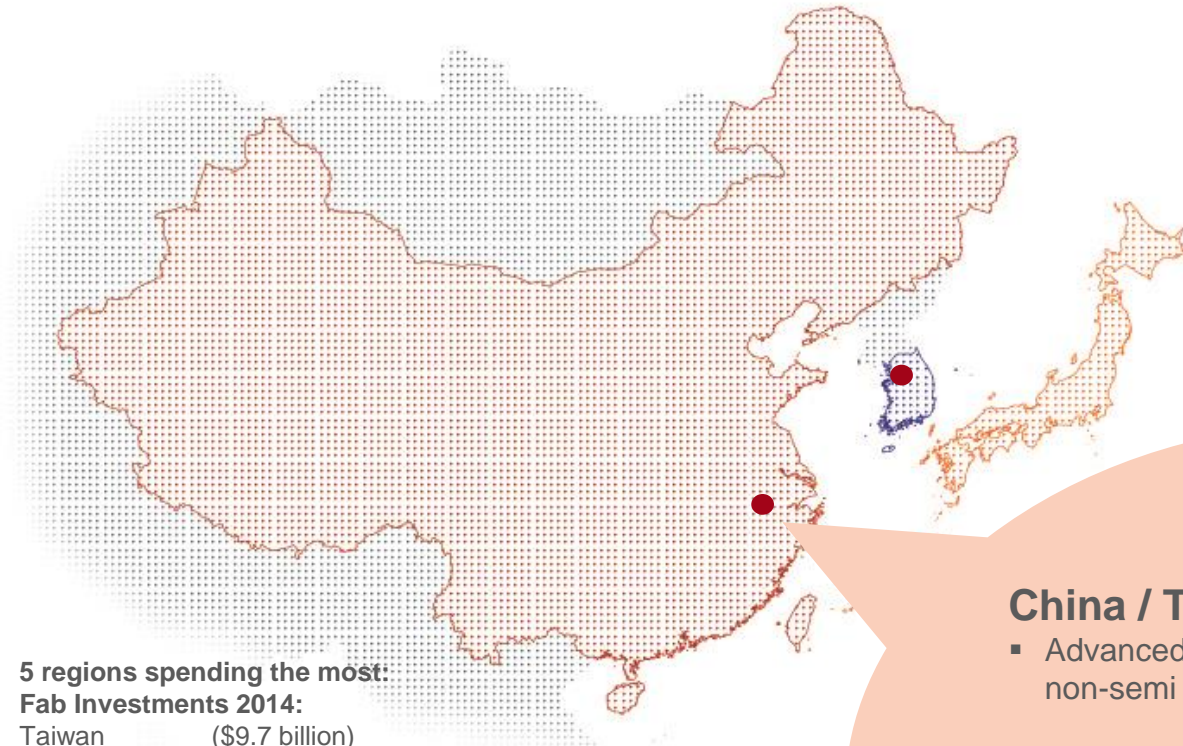 5 regions spending the most:
Fab Investments 2014:
Taiwan ($9.7 billion)
China / T
▪ Advanced
non-semi